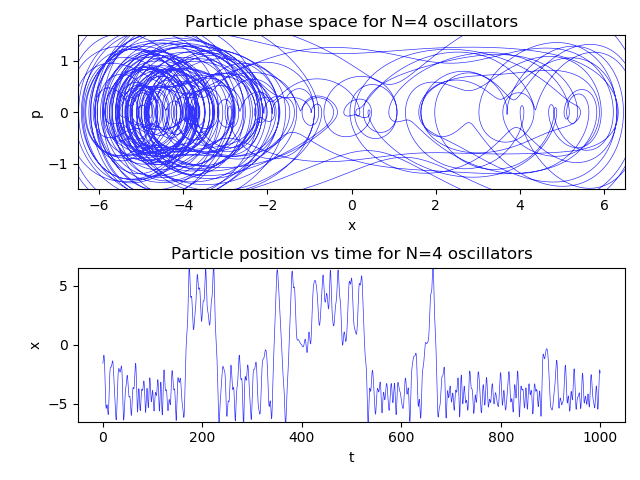 Particle phase space for N=4 oscillators
1
0
−1
p
−6 −4 −2 0 2 4 6
x
Particle position vs time for N=4 oscillators
5
0
−5
x
0 200 400 600 800 1000
t